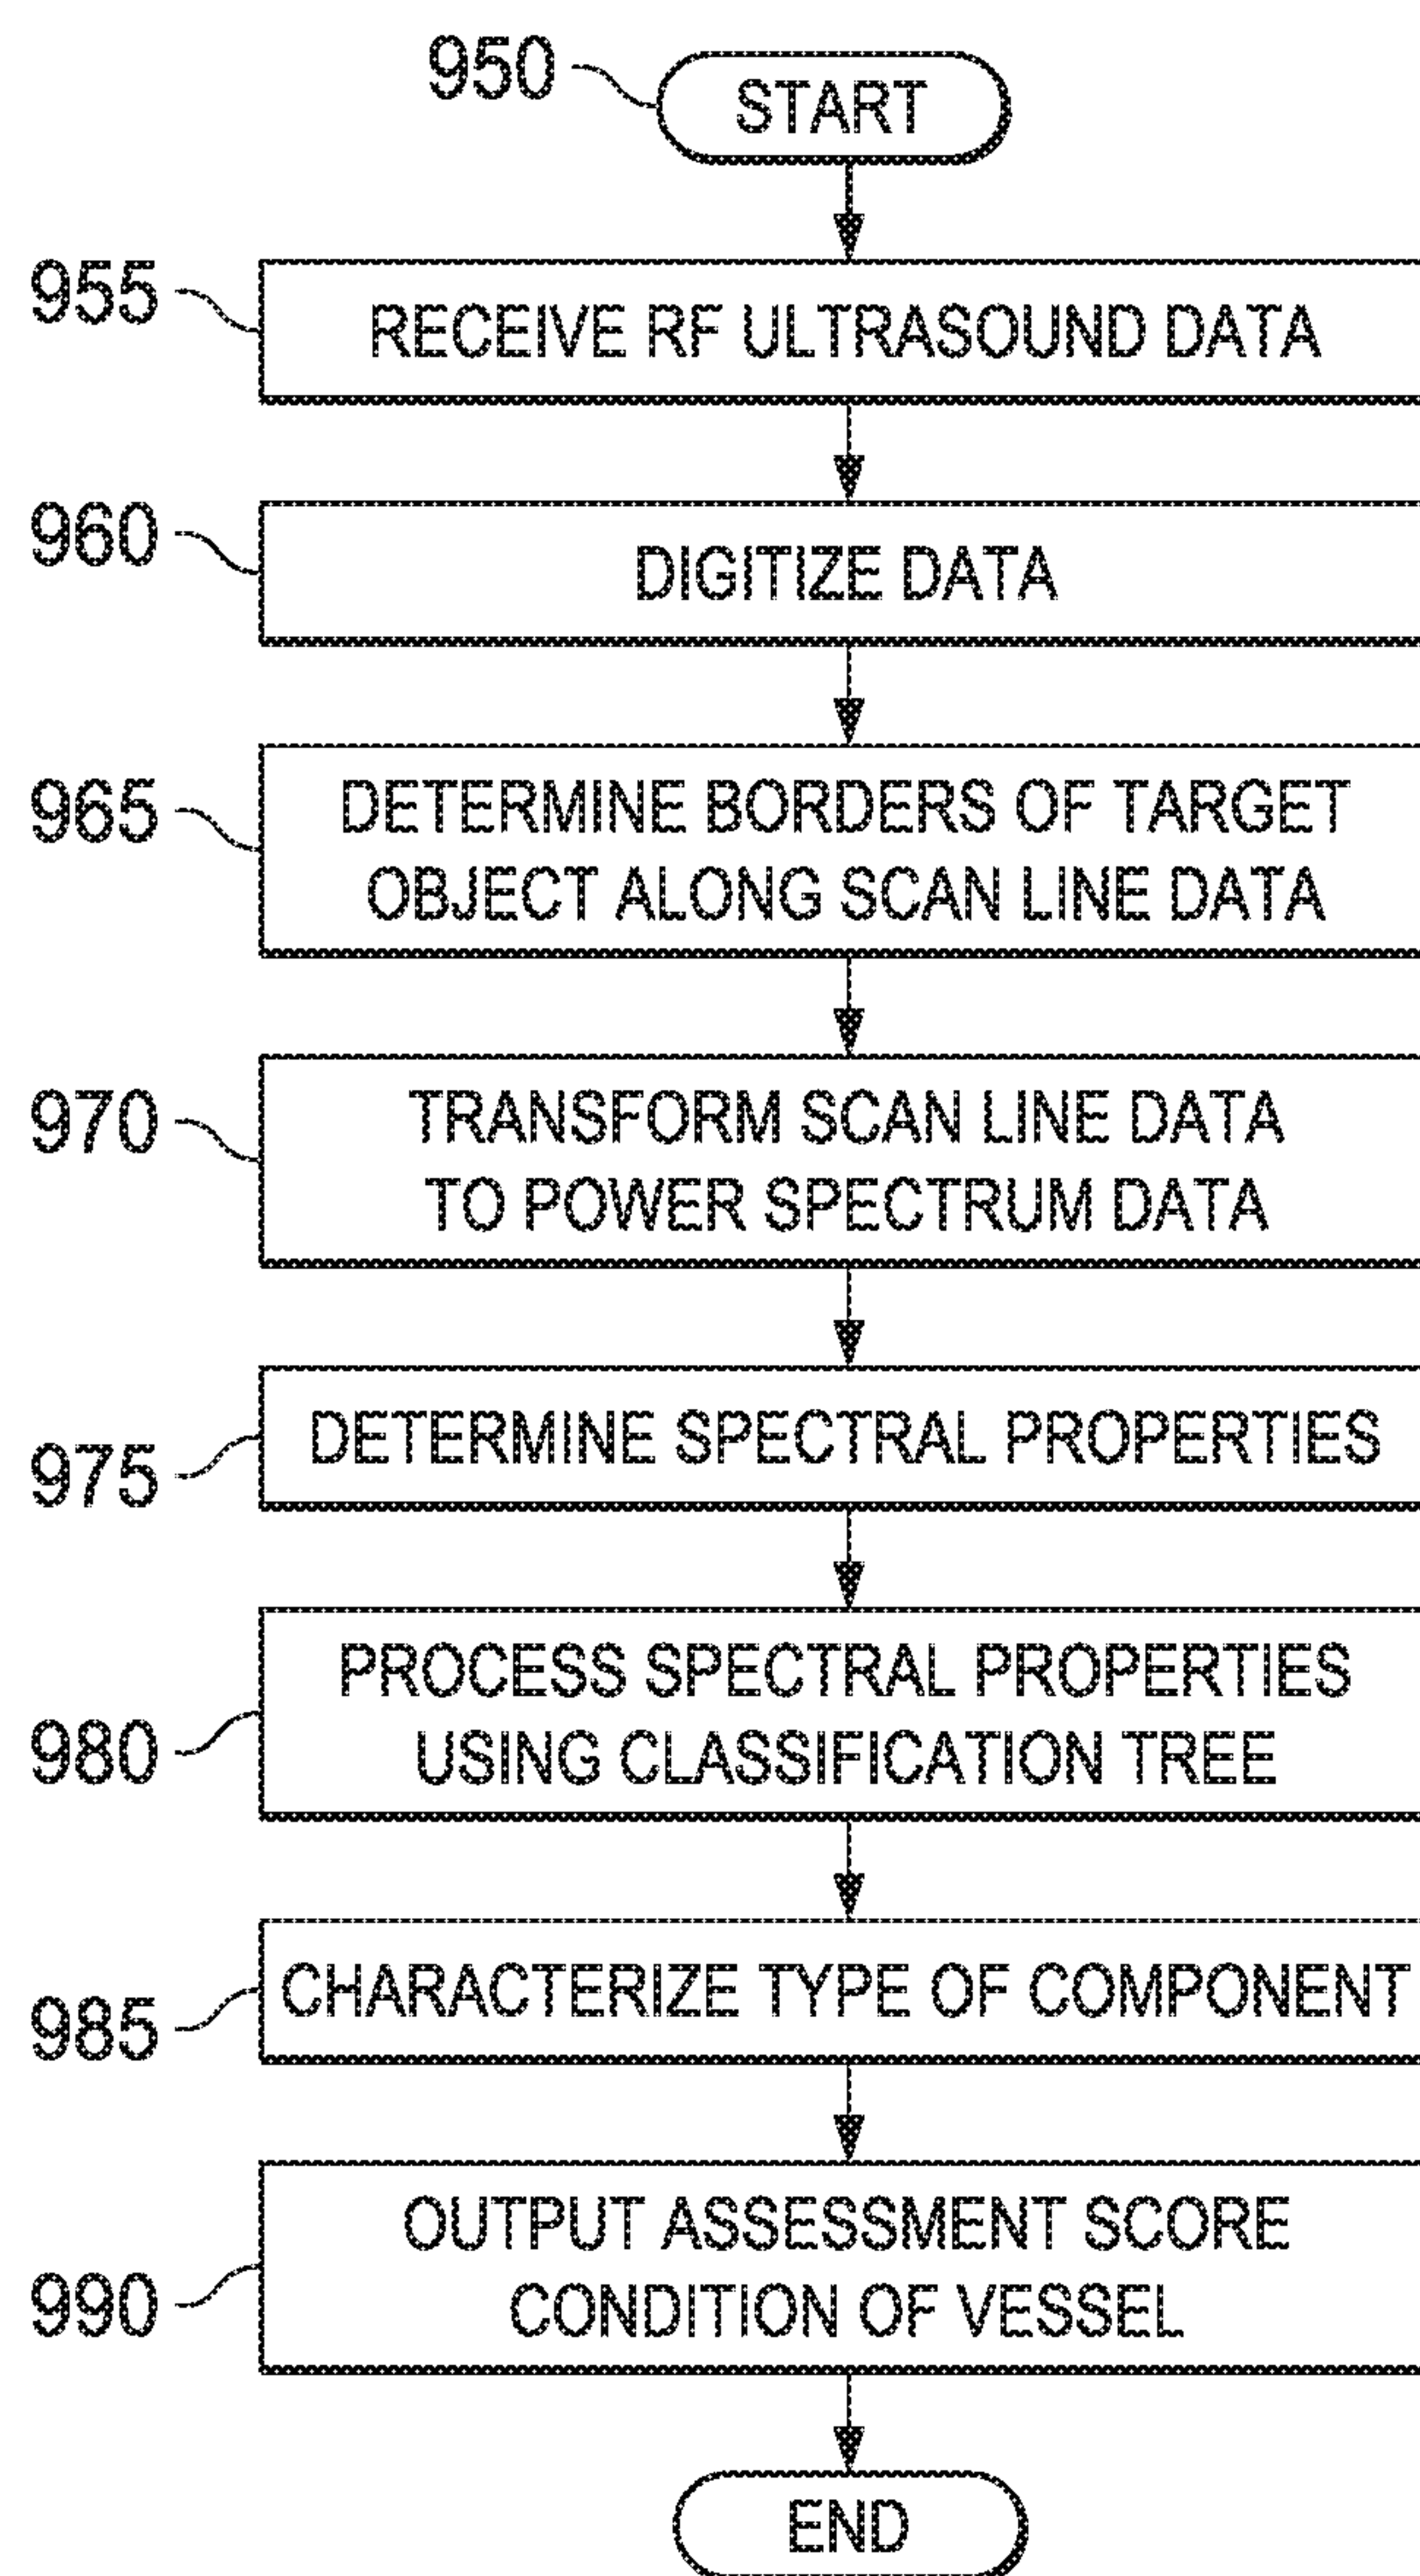 950
START
955
RECEIVE RF ULTRASOUND DATA
960
DIGITIZE DATA
965
DETERMINE BORDERS OF TARGET
OBJECT ALONG SCAN LINE DATA
970
TRANSFORM SCAN LINE DATA
TO POWER SPECTRUM DATA
975
DETERMINE SPECTRAL PROPERTIES
980
PROCESS SPECTRAL PROPERTIES
USING CLASSIFICATION TREE
985
CHARACTERIZE TYPE OF COMPONENT
990
OUTPUT ASSESSMENT SCORE
CONDITION OF VESSEL
END